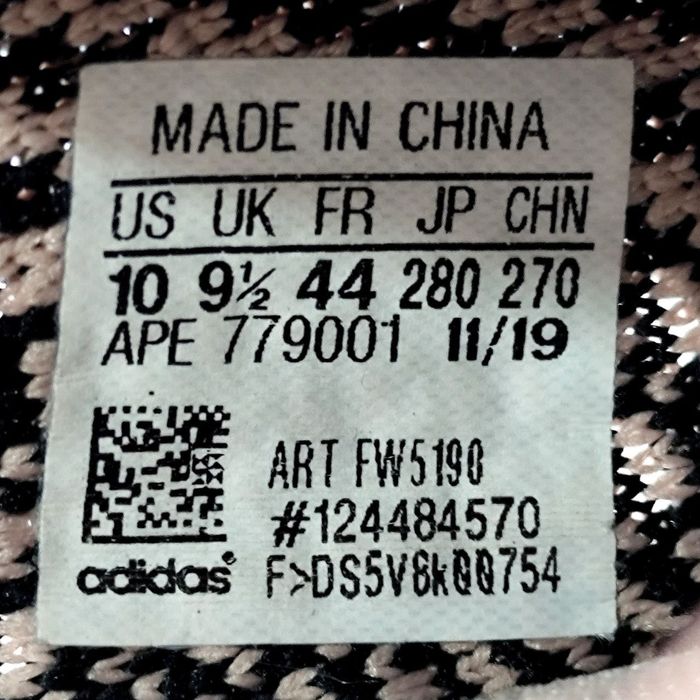 MADE IN CHINA
US UK FR JP CHN
10 9½ 44 280 270
APE 779001 11/19
ART FW5190
#124484570
adidas F>DS5V8k00754